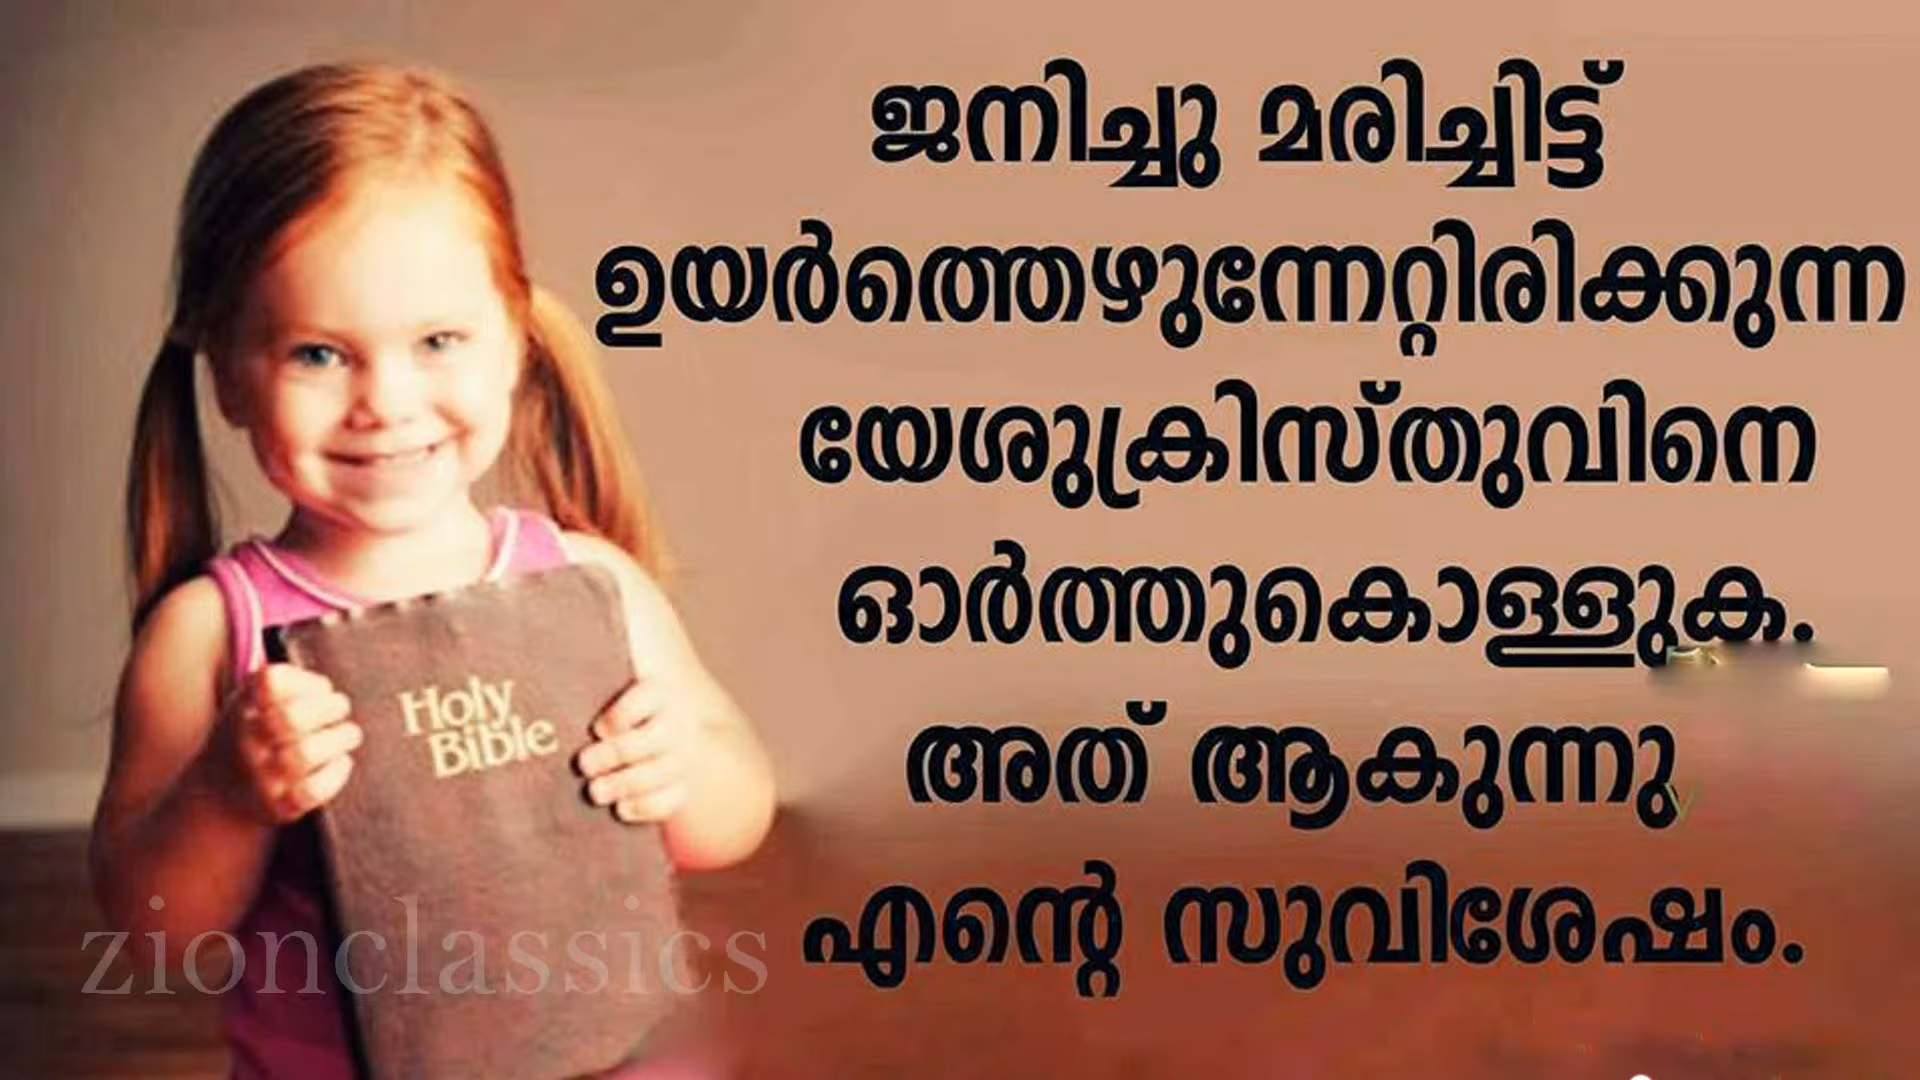 ജനിച്ചു മരിച്ചിട്ട്
ഉയർത്തെഴുന്നേറ്റിരിക്കുന്ന
യേശുക്രിസ്തുവിനെ
ഓർത്തുകൊള്ളുക.
അത് ആകുന്നു
എന്റെ സുവിശേഷം.
Holy
Bible
zionclassics